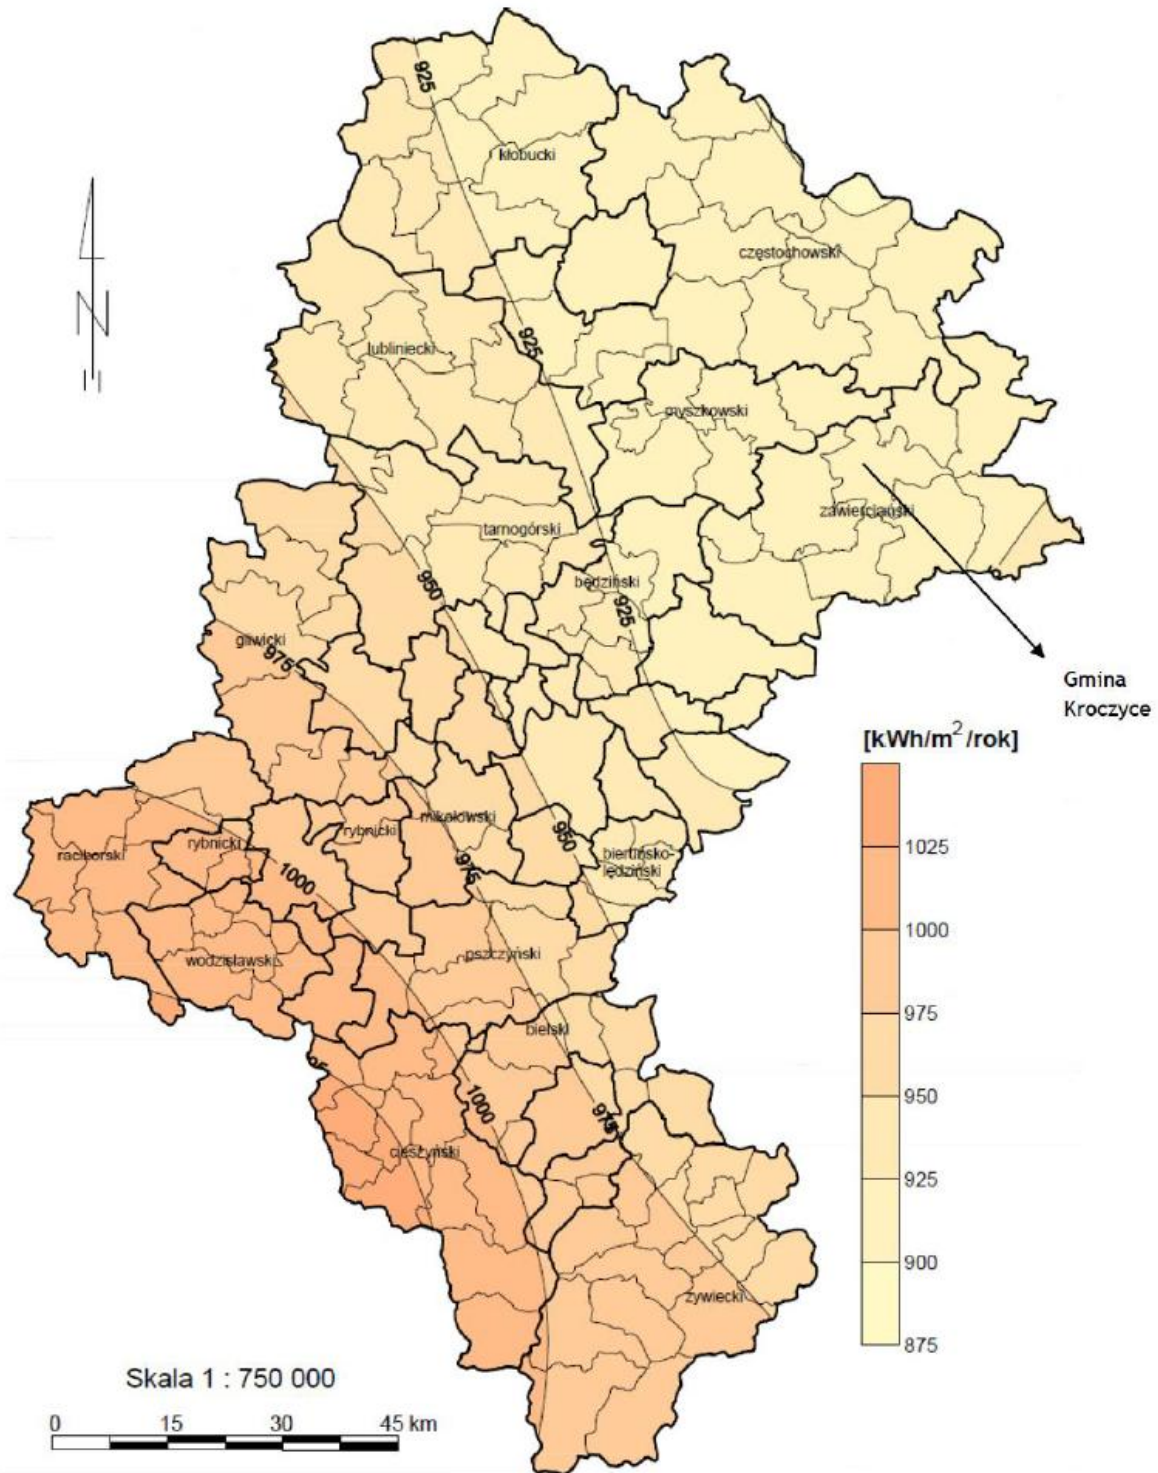 925
kłobucki
częstochowski
N
925
lubliniecki
myszkowski
zawierciański
tarnogórski
będziński
950
925
gliwicki
975
Gmina
Kroczyce
[kWh/m²/rok]
mikołowski
rybnicki
rybnicki
950
raciborski
bieruńsko-
lędziński
975
1025
1000
1000
wodzisławski
pszczyński
975
bielski
950
1000
975
cieszyński
925
900
żywiecki
875
Skala 1 : 750 000
0 15 30 45 km